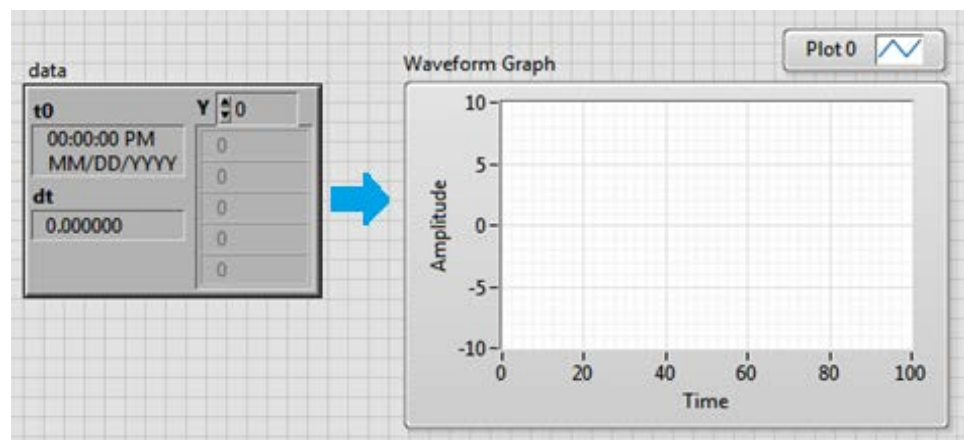 data
t0
00:00:00 PM
MM/DD/YYYY
dt
0.000000
Y 0
0
0
0
0
0
Waveform Graph
Plot 0
Amplitude
10
5
0
-5
-10
0 20 40 60 80 100
Time